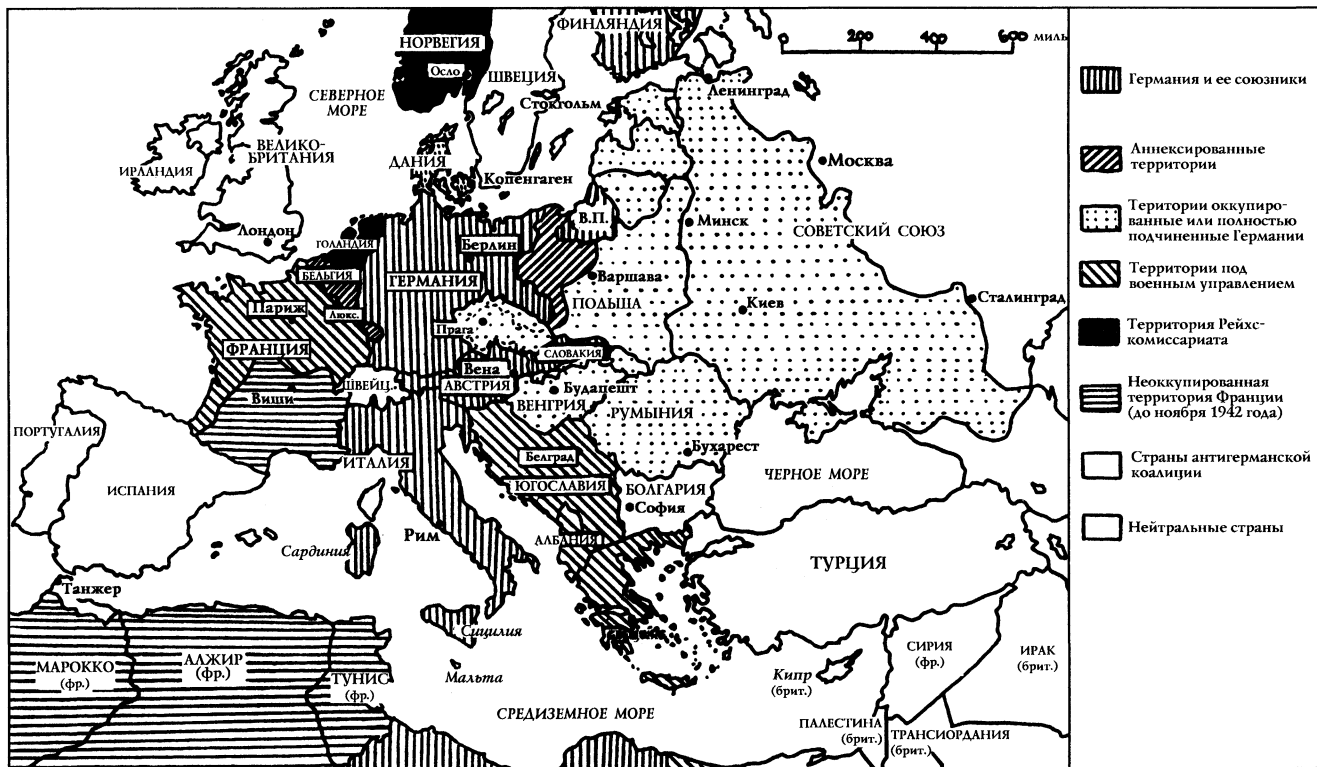 ФИНЛЯНДИЯ
0 200 400 600 МИЛЬ
НОРВЕГИЯ
Осло
ШВЕЦИЯ
Стокгольм
Ленинград
СЕВЕРНОЕ
МОРЕ
ВЕЛИКО-
БРИТАНИЯ
ИРЛАНДИЯ
ДАНИЯ
Копенгаген
Москва
Лондон
ГОЛАНДИЯ
БЕЛЬГИЯ
Берлин
В.П.
Минск
СОВЕТСКИЙ СОЮЗ
ГЕРМАНИЯ
Варшава
ПОДЬША
Сталинград
Киев
Париж
Люкс.
Прага
ФРАНЦИЯ
СЛОВАКИЯ
Вена
ШВЕЙЦ.
АВСТРИЯ
Будапешт
Виши
ВЕНГРИЯ
РУМЫНИЯ
ПОРТУГАЛИЯ
ИСПАНИЯ
ИТАЛИЯ
Белград
Бухарест
ЧЕРНОЕ МОРЕ
ЮГОСЛАВИЯ
БОЛГАРИЯ
София
Рим
АЛБАНИЯ
Сардиния
ТУРЦИЯ
Танжер
Сицилия
МАРОККО
(фр.)
АЛЖИР
(фр.)
ТУНИС
(фр.)
Мальта
Кипр
(брит.)
СИРИЯ
(фр.)
ИРАК
(брит.)
СРЕДИЗЕМНОЕ МОРЕ
ПАЛЕСТИНА
(брит.)
ТРАНСИОРДАНИЯ
(брит.)
Германия и ее союзники
Аннексированные
территории
Територии оккупиро-
ванные или полностью
подчиненные Германии
Территории под
военным управлением
Территория Рейхс-
комиссариата
Неоккупированная
территория Франции
(до ноября 1942 года)
Страны антигерманской
коалиции
Нейтральные страны